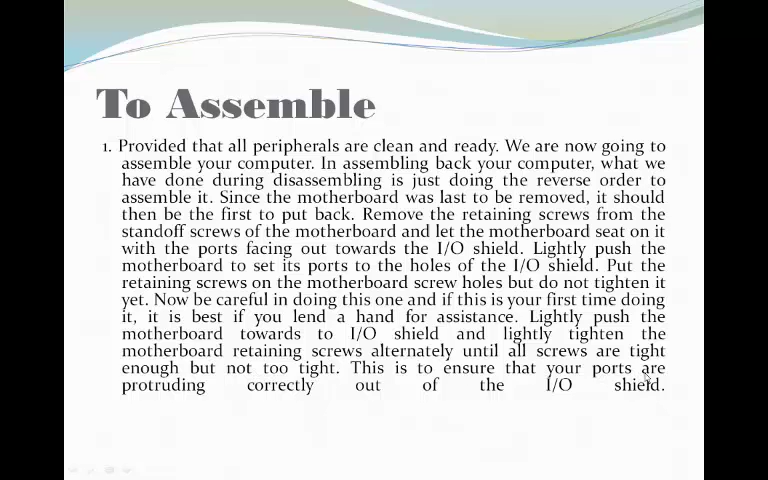 To Assemble
1. Provided that all peripherals are clean and ready. We are now going to
assemble your computer. In assembling back your computer, what we
have done during disassembling is just doing the reverse order to
assemble it. Since the motherboard was last to be removed, it should
then be the first to put back. Remove the retaining screws from the
standoff screws of the motherboard and let the motherboard seat on it
with the ports facing out towards the I/O shield. Lightly push the
motherboard to set its ports to the holes of the I/O shield. Put the
retaining screws on the motherboard screw holes but do not tighten it
yet. Now be careful in doing this one and if this is your first time doing
it, it is best if you lend a hand for assistance. Lightly push the
motherboard towards to I/O shield and lightly tighten the
motherboard retaining screws alternately until all screws are tight
enough but not too tight. This is to ensure that your ports are
protruding correctly out of the I/O shield.